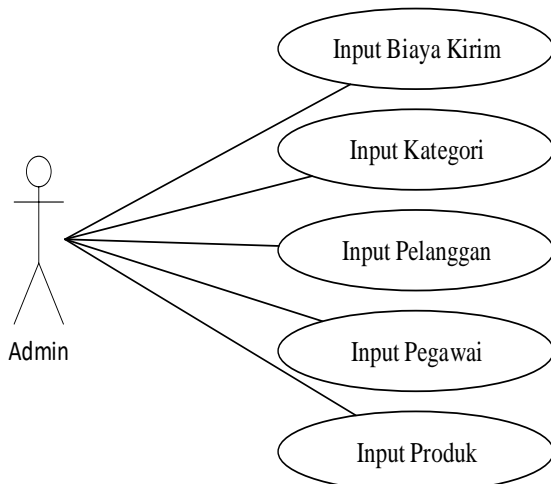 Input Biaya Kirim
Input Kategori
Input Pelanggan
Input Pegawai
Admin
Input Produk